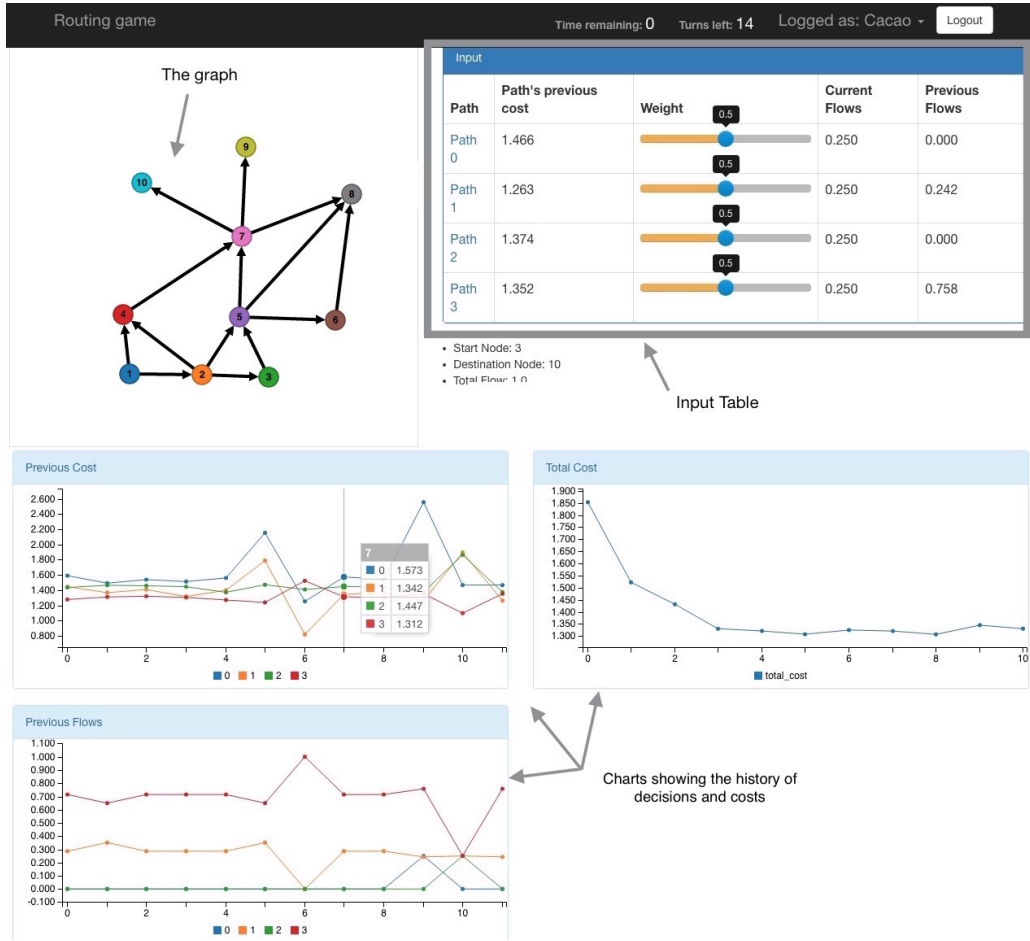 Routing game
Time remaining: 0 Turns left: 14 Logged as: Cacao Logout
The graph
9
10
8
7
4
5
6
1
2
3
Input
Path Path's previous cost Weight Current Flows Previous Flows
Path 0 1.466 0.5 0.250 0.000
Path 1 1.263 0.5 0.250 0.242
Path 2 1.374 0.5 0.250 0.000
Path 3 1.352 0.5 0.250 0.758
• Start Node: 3
• Destination Node: 10
• Total Flow: 1.0
Input Table
Previous Cost
2.600
2.400
2.200
2.000
1.800
1.600
1.400
1.200
1.000
0.800
7
0 1.573
1 1.342
2 1.447
3 1.312
0 2 4 6 8 10
0 1 2 3
Total Cost
1.900
1.850
1.800
1.750
1.700
1.650
1.600
1.550
1.500
1.450
1.400
1.350
1.300
0 2 4 6 8 10
total_cost
Previous Flows
1.100
1.000
0.900
0.800
0.700
0.600
0.500
0.400
0.300
0.200
0.100
0.000
-0.100
0 2 4 6 8 10
0 1 2 3
Charts showing the history of
decisions and costs